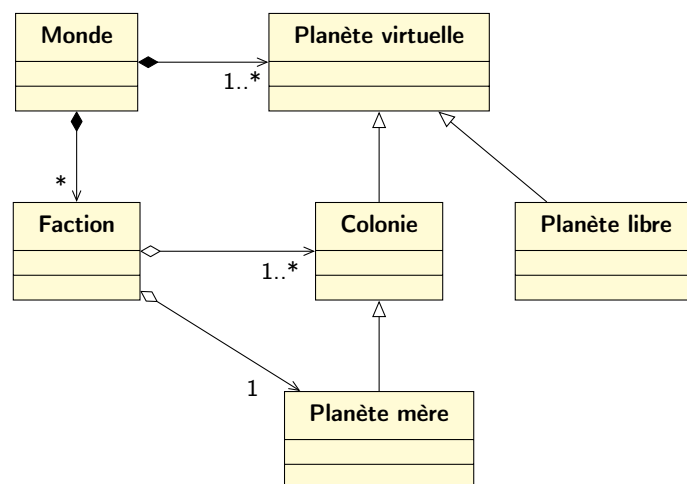 Monde
Planète virtuelle
1..*
*
Faction
Colonie
Planète libre
1..*
1
Planète mère